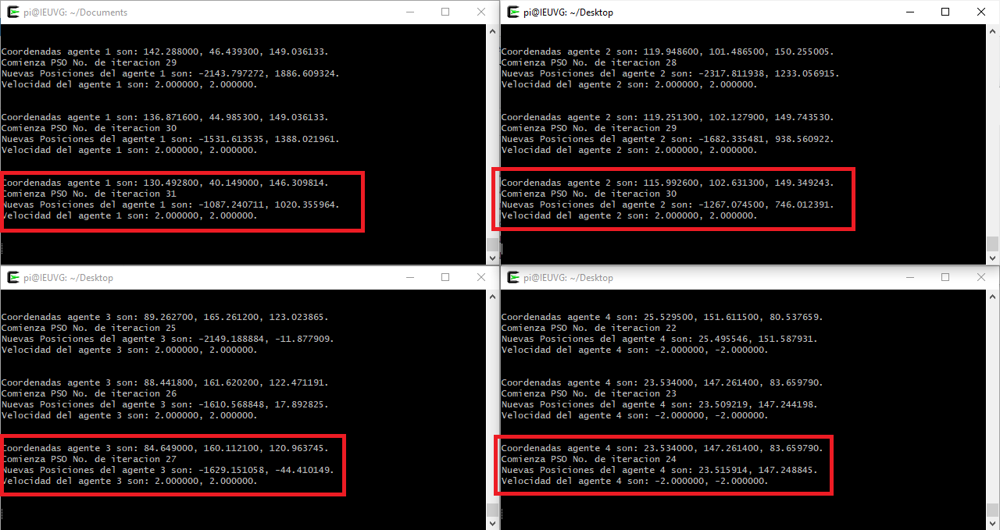 pi@IEUVG: ~/Documents
Coordenadas agente 1 son: 142.288000, 46.439300, 149.036133.
Comienza PSO No. de iteracion 29
Nuevas Posiciones del agente 1 son: -2143.797272, 1886.609324.
Velocidad del agente 1 son: 2.000000, 2.000000.
Coordenadas agente 1 son: 136.871600, 44.985300, 149.036133.
Comienza PSO No. de iteracion 30
Nuevas Posiciones del agente 1 son: -1531.613535, 1388.021961.
Velocidad del agente 1 son: 2.000000, 2.000000.
Coordenadas agente 1 son: 130.492800, 40.149000, 146.309814.
Comienza PSO No. de iteracion 31
Nuevas Posiciones del agente 1 son: -1087.240711, 1020.355964.
Velocidad del agente 1 son: 2.000000, 2.000000.
pi@IEUVG: ~/Desktop
Coordenadas agente 2 son: 119.948600, 101.486500, 150.255005.
Comienza PSO No. de iteracion 28
Nuevas Posiciones del agente 2 son: -2317.811938, 1233.056915.
Velocidad del agente 2 son: 2.000000, 2.000000.
Coordenadas agente 2 son: 119.251300, 102.127900, 149.743530.
Comienza PSO No. de iteracion 29
Nuevas Posiciones del agente 2 son: -1682.335481, 938.560922.
Velocidad del agente 2 son: 2.000000, 2.000000.
Coordenadas agente 2 son: 115.992600, 102.631300, 149.349243.
Comienza PSO No. de iteracion 30
Nuevas Posiciones del agente 2 son: -1267.074500, 746.012391.
Velocidad del agente 2 son: 2.000000, 2.000000.
pi@IEUVG: ~/Desktop
Coordenadas agente 3 son: 89.262700, 165.261200, 123.023865.
Comienza PSO No. de iteracion 25
Nuevas Posiciones del agente 3 son: -2149.188884, -11.877909.
Velocidad del agente 3 son: 2.000000, 2.000000.
Coordenadas agente 3 son: 88.441800, 161.620200, 122.471191.
Comienza PSO No. de iteracion 26
Nuevas Posiciones del agente 3 son: -1610.568848, 17.892825.
Velocidad del agente 3 son: 2.000000, 2.000000.
Coordenadas agente 3 son: 84.649000, 160.112100, 120.963745.
Comienza PSO No. de iteracion 27
Nuevas Posiciones del agente 3 son: -1629.151058, -44.410149.
Velocidad del agente 3 son: 2.000000, 2.000000.
pi@IEUVG: ~/Desktop
Coordenadas agente 4 son: 25.529500, 151.611500, 80.537659.
Comienza PSO No. de iteracion 22
Nuevas Posiciones del agente 4 son: 25.495546, 151.587931.
Velocidad del agente 4 son: -2.000000, -2.000000.
Coordenadas agente 4 son: 23.534000, 147.261400, 83.659790.
Comienza PSO No. de iteracion 23
Nuevas Posiciones del agente 4 son: 23.509219, 147.244198.
Velocidad del agente 4 son: -2.000000, -2.000000.
Coordenadas agente 4 son: 23.534000, 147.261400, 83.659790.
Comienza PSO No. de iteracion 24
Nuevas Posiciones del agente 4 son: 23.515914, 147.248845.
Velocidad del agente 4 son: -2.000000, -2.000000.